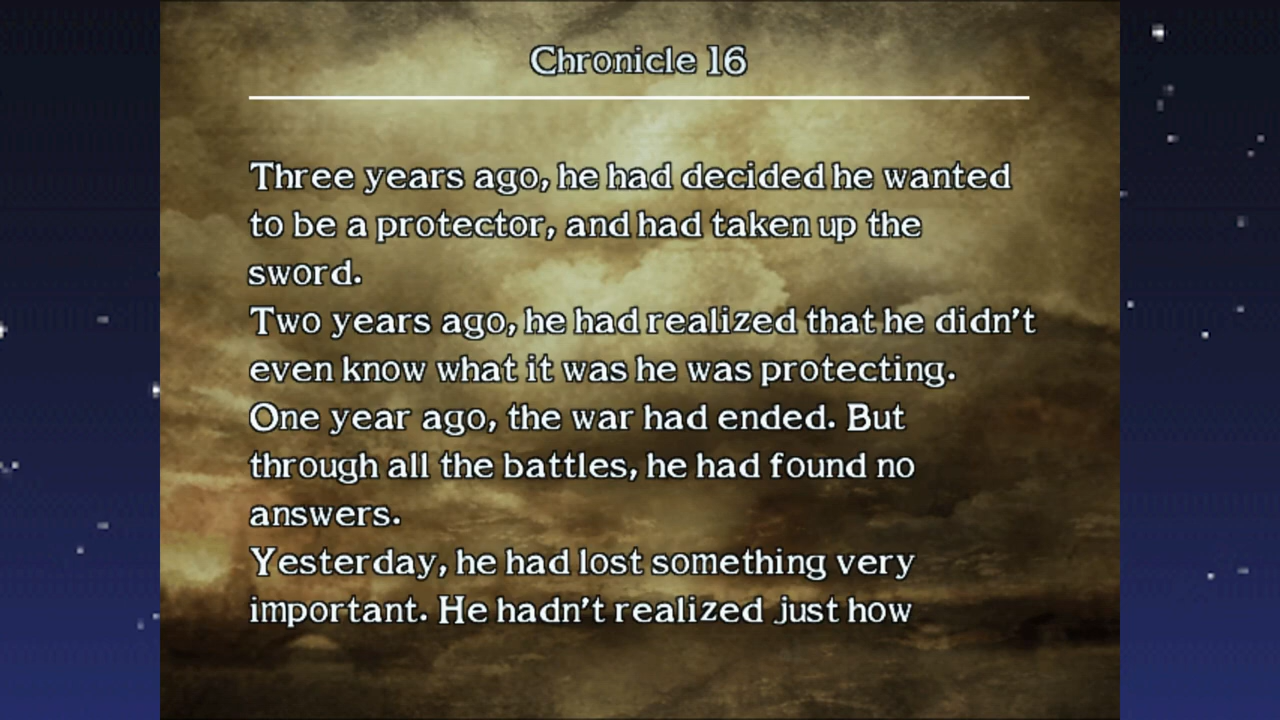 Chronicle 16
Three years ago, he had decided he wanted
to be a protector, and had taken up the
sword.
Two years ago, he had realized that he didn't
even know what it was he was protecting.
One year ago, the war had ended. But
through all the battles, he had found no
answers.
Yesterday, he had lost something very
important. He hadn't realized just how